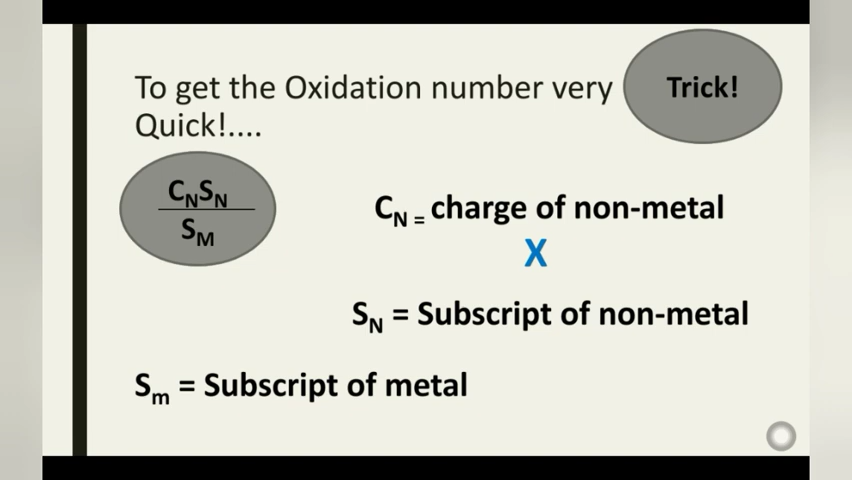 To get the Oxidation number very
Quick!....
Trick!
CNSN
SM
CN = charge of non-metal
X
SN = Subscript of non-metal
Sm = Subscript of metal